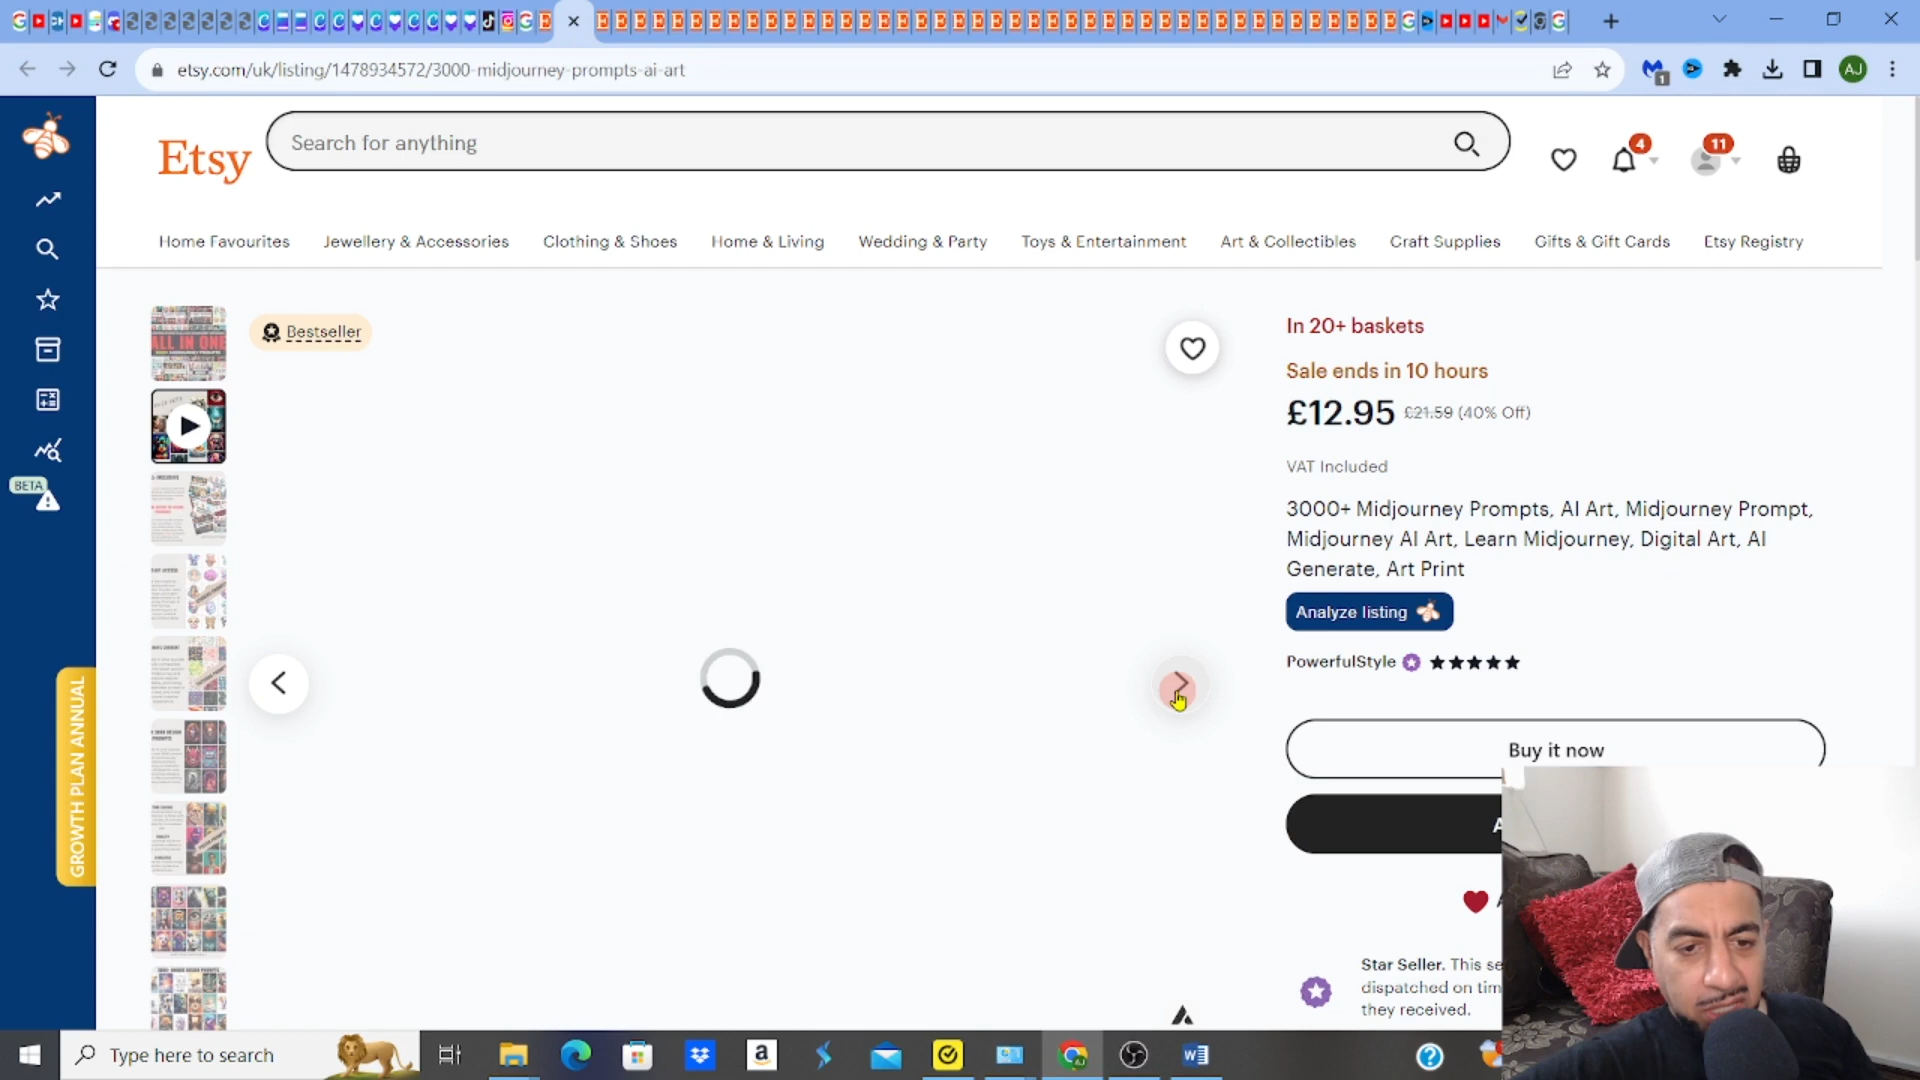 etsy.com/uk/listing/1478934572/3000-midjourney-prompts-ai-art
1
AJ
Etsy
Search for anything
4
11
Home Favourites
Jewellery & Accessories
Clothing & Shoes
Home & Living
Wedding & Party
Toys & Entertainment
Art & Collectibles
Craft Supplies
Gifts & Gift Cards
Etsy Registry
BETA
GROWTH PLAN ANNUAL
ALL IN ONE
Bestseller
In 20+ baskets
Sale ends in 10 hours
£12.95 £21.59 (40% Off)
VAT Included
3000+ Midjourney Prompts, AI Art, Midjourney Prompt,
Midjourney AI Art, Learn Midjourney, Digital Art, AI
Generate, Art Print
Analyze listing
PowerfulStyle
Buy it now
A
Star Seller. This se
dispatched on tim
they received.
Type here to search